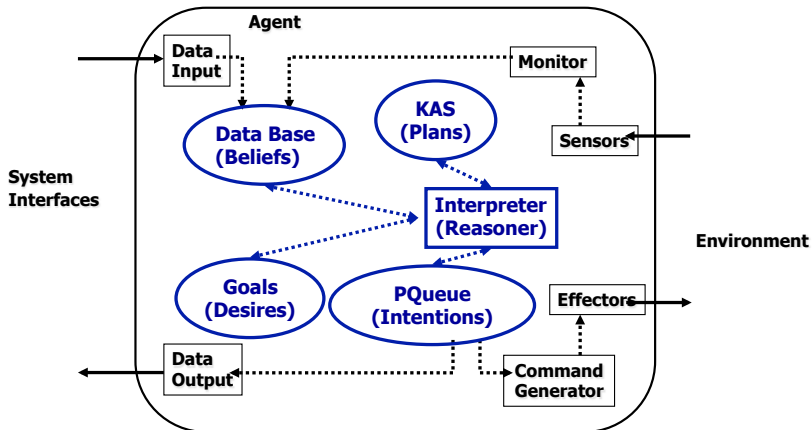 Agent
Data
Input
Monitor
KAS
(Plans)
Data Base
(Beliefs)
Sensors
System
Interfaces
Interpreter
(Reasoner)
Environment
Goals
(Desires)
PQueue
(Intentions)
Effectors
Data
Output
Command
Generator